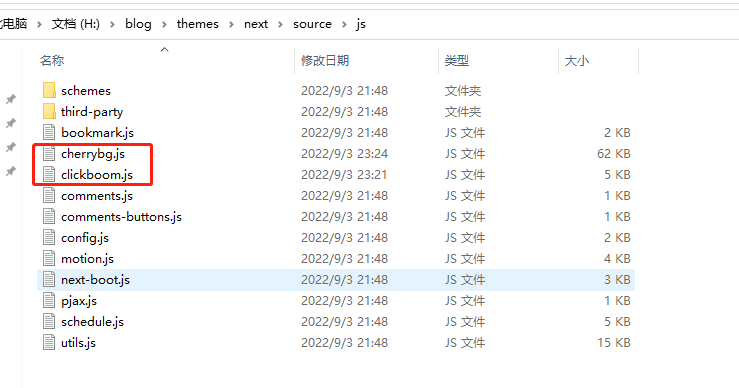 电脑 > 文档 (H:) > blog > themes > next > source > js
名称 修改日期 类型 大小
schemes 2022/9/3 21:48 文件夹
third-party 2022/9/3 21:48 文件夹
bookmark.js 2022/9/3 21:48 JS 文件 2 KB
cherrybg.js 2022/9/3 23:24 JS 文件 62 KB
clickboom.js 2022/9/3 23:21 JS 文件 5 KB
comments.js 2022/9/3 21:48 JS 文件 1 KB
comments-buttons.js 2022/9/3 21:48 JS 文件 1 KB
config.js 2022/9/3 21:48 JS 文件 2 KB
motion.js 2022/9/3 21:48 JS 文件 4 KB
next-boot.js 2022/9/3 21:48 JS 文件 3 KB
pjax.js 2022/9/3 21:48 JS 文件 1 KB
schedule.js 2022/9/3 21:48 JS 文件 5 KB
utils.js 2022/9/3 21:48 JS 文件 15 KB